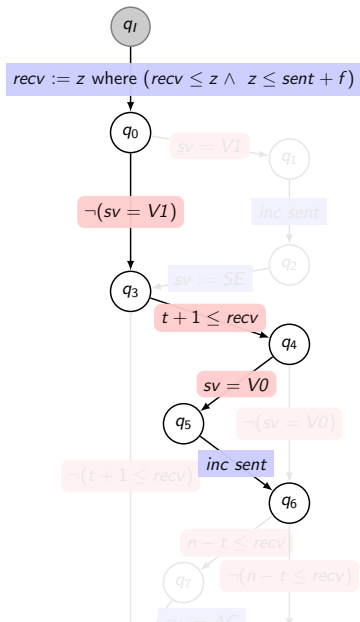 qI
recv := z where (recv ≤ z ∧ z ≤ sent + f)
q0
sv = V1
q1
¬(sv = V1)
inc sent
q2
sv := SE
q3
t + 1 ≤ recv
q4
sv = V0
q5
¬(sv = V0)
inc sent
¬(t + 1 ≤ recv)
q6
n − t ≤ recv
q7
¬(n − t ≤ recv)